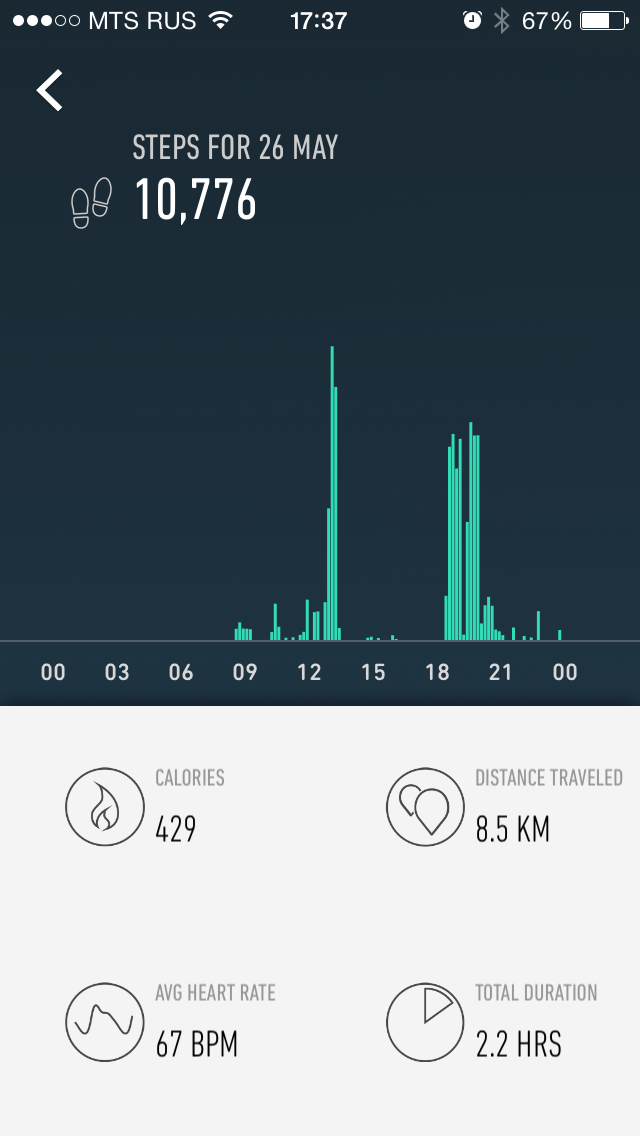 MTS RUS 17:37 67%
STEPS FOR 26 MAY
10,776
00 03 06 09 12 15 18 21 00
CALORIES
429
DISTANCE TRAVELED
8.5 KM
AVG HEART RATE
67 BPM
TOTAL DURATION
2.2 HRS